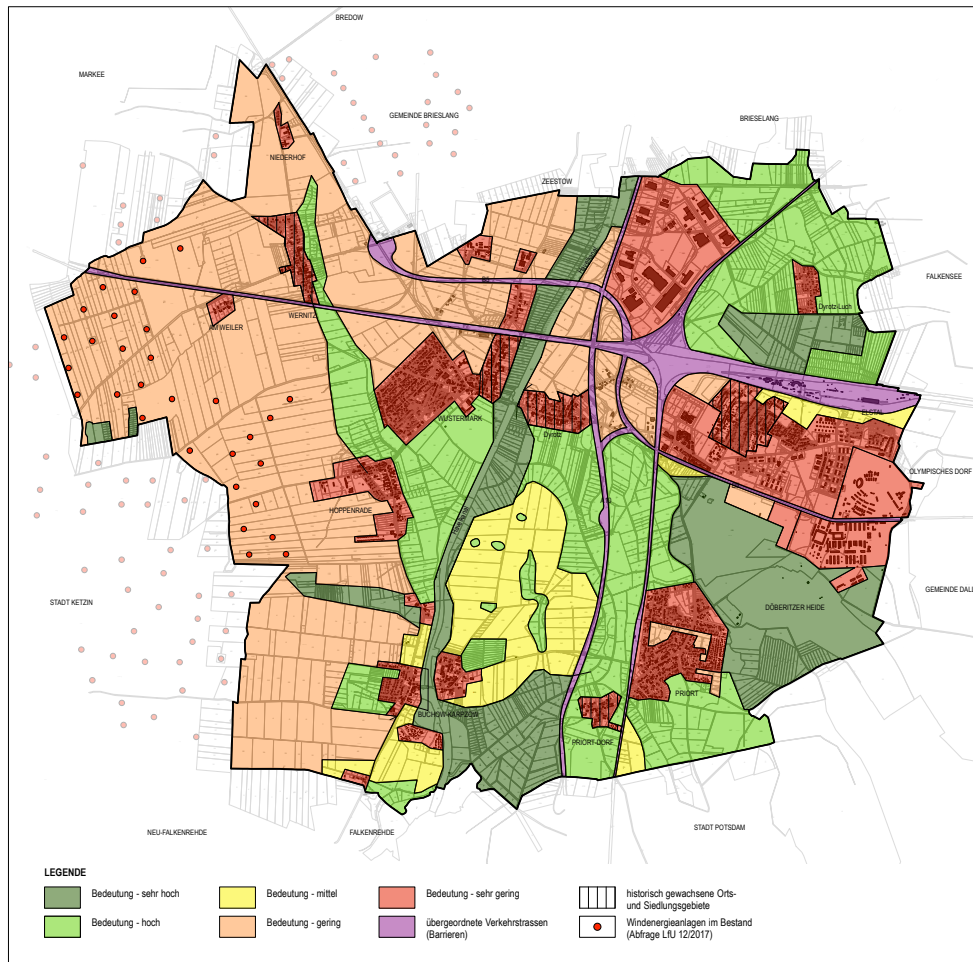 BREDOW
MARKEE
GEMEINDE BRIESLANG
BRIESELANG
NIEDERHOF
ZEESTOW
FALKENSEE
Dyrotz-Luch
AM WEILER
WERNITZ
WUSTERMARK
Dyrotz
ELSTAL
OLYMPISCHES DORF
HOPPENRADE
STADT KETZIN
GEMEINDE DALL
DÖBERITZER HEIDE
PRIORT
BUCHOW-KARPZOW
PRIORT-DORF
NEU-FALKENREHDE
FALKENREHDE
STADT POTSDAM
LEGENDE
Bedeutung - sehr hoch
Bedeutung - mittel
Bedeutung - sehr gering
historisch gewachsene Orts-
und Siedlungsgebiete
Bedeutung - hoch
Bedeutung - gering
übergeordnete Verkehrstrassen
(Barrieren)
Windenergieanlagen im Bestand
(Abfrage LfU 12/2017)